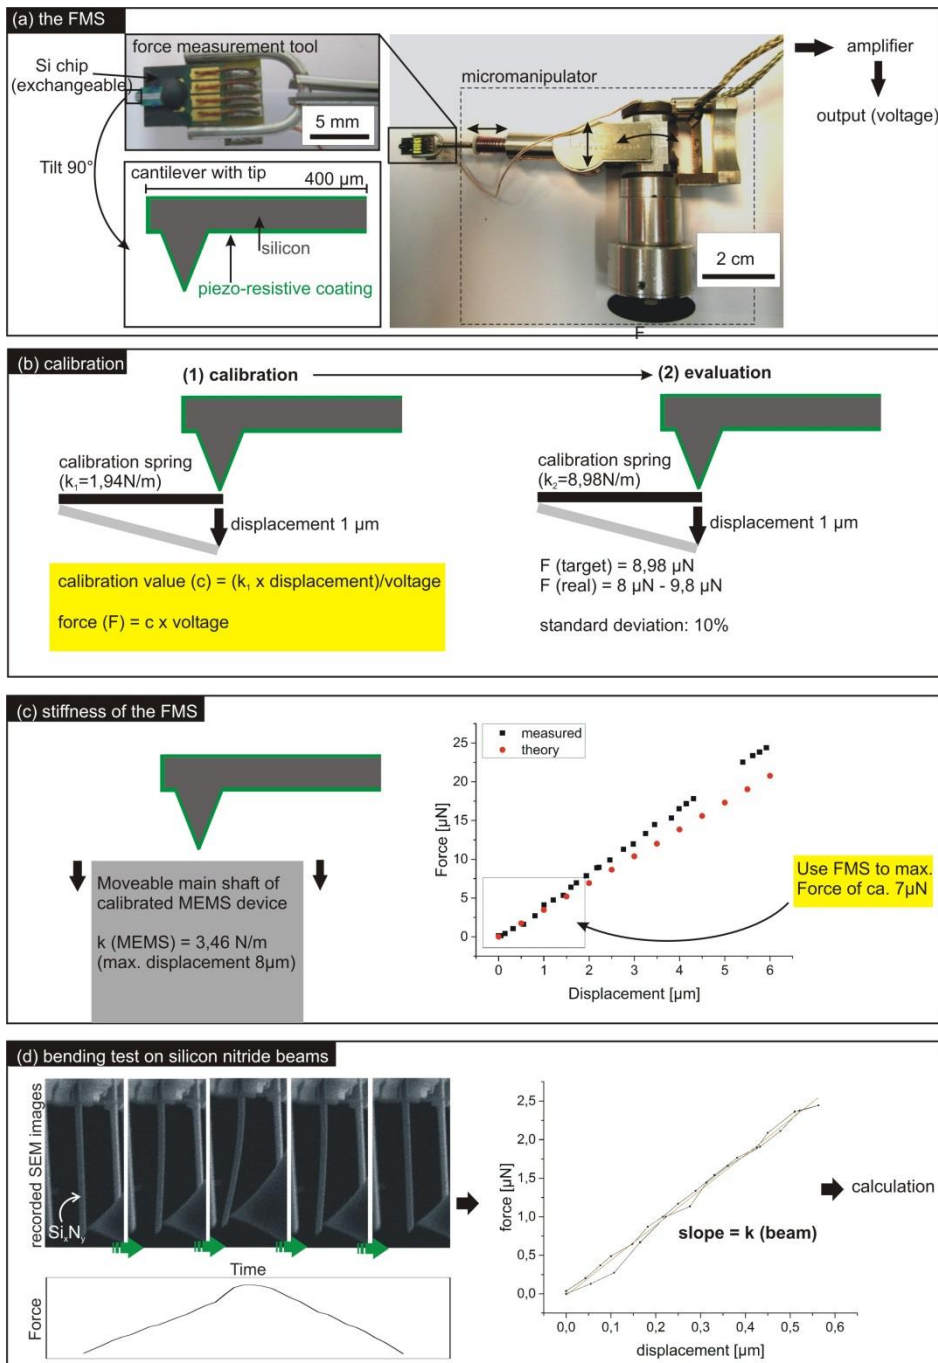 (a) the FMS
force measurement tool
Si chip
(exchangeable)
5 mm
Tilt 90°
cantilever with tip
400 µm
silicon
piezo-resistive coating
micromanipulator
2 cm
F
amplifier
output (voltage)
(b) calibration
(1) calibration
(2) evaluation
calibration spring
(k₁=1,94N/m)
displacement 1 µm
calibration value (c) = (k₁ x displacement)/voltage
force (F) = c x voltage
calibration spring
(k₂=8,98N/m)
displacement 1 µm
F (target) = 8,98 µN
F (real) = 8 µN - 9,8 µN
standard deviation: 10%
(c) stiffness of the FMS
Moveable main shaft of
calibrated MEMS device
k (MEMS) = 3,46 N/m
(max. displacement 8µm)
measured
theory
Force [µN]
25
20
15
10
5
0
0 1 2 3 4 5 6
Displacement [µm]
Use FMS to max.
Force of ca. 7µN
(d) bending test on silicon nitride beams
recorded SEM images
SiₓNᵧ
Time
Force
force [µN]
2,5
2,0
1,5
1,0
0,5
0,0
0,0 0,1 0,2 0,3 0,4 0,5 0,6
displacement [µm]
slope = k (beam)
calculation